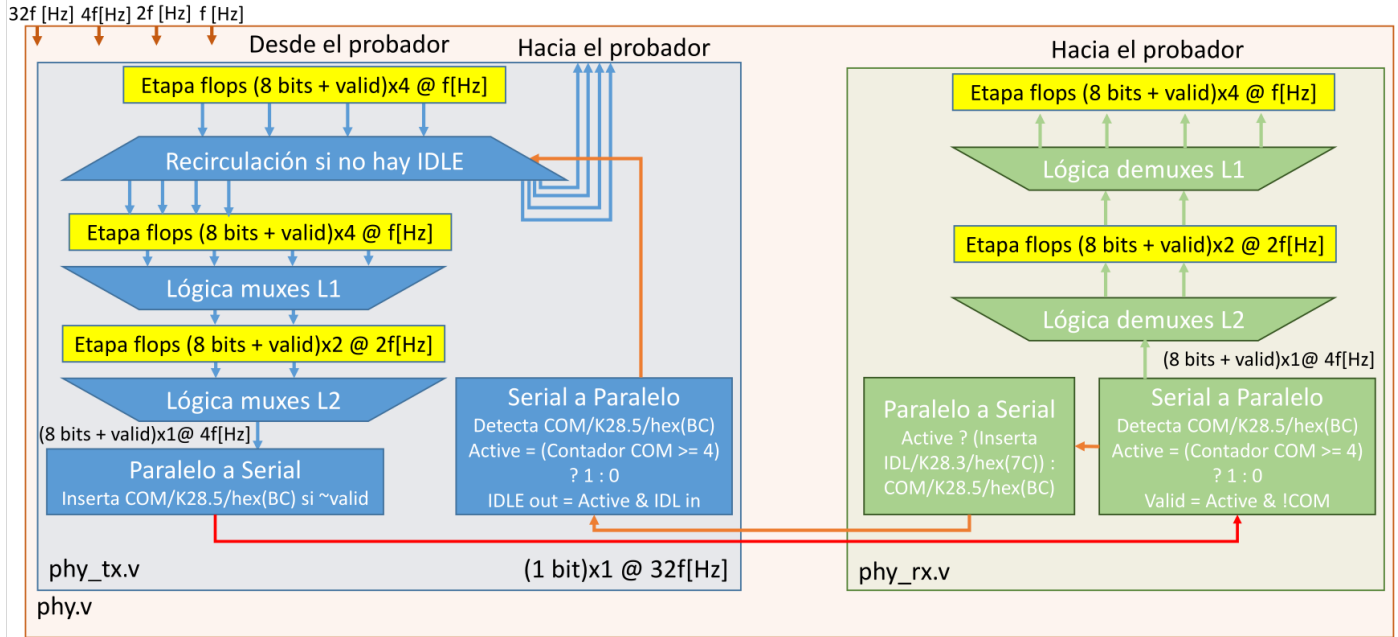 32f [Hz] 4f[Hz] 2f [Hz] f [Hz]
Desde el probador
Hacia el probador
Etapa flops (8 bits + valid)x4 @ f[Hz]
Recirculación si no hay IDLE
Etapa flops (8 bits + valid)x4 @ f[Hz]
Lógica muxes L1
Etapa flops (8 bits + valid)x2 @ 2f[Hz]
Lógica muxes L2
(8 bits + valid)x1@ 4f[Hz]
Paralelo a Serial
Inserta COM/K28.5/hex(BC) si ~valid
Serial a Paralelo
Detecta COM/K28.5/hex(BC)
Active = (Contador COM >= 4)
? 1 : 0
IDLE out = Active & IDL in
phy_tx.v
(1 bit)x1 @ 32f[Hz]
phy.v
Hacia el probador
Etapa flops (8 bits + valid)x4 @ f[Hz]
Lógica demuxes L1
Etapa flops (8 bits + valid)x2 @ 2f[Hz]
Lógica demuxes L2
(8 bits + valid)x1@ 4f[Hz]
Paralelo a Serial
Active ? (Inserta
IDL/K28.3/hex(7C)) :
COM/K28.5/hex(BC)
Serial a Paralelo
Detecta COM/K28.5/hex(BC)
Active = (Contador COM >= 4)
? 1 : 0
Valid = Active & !COM
phy_rx.v